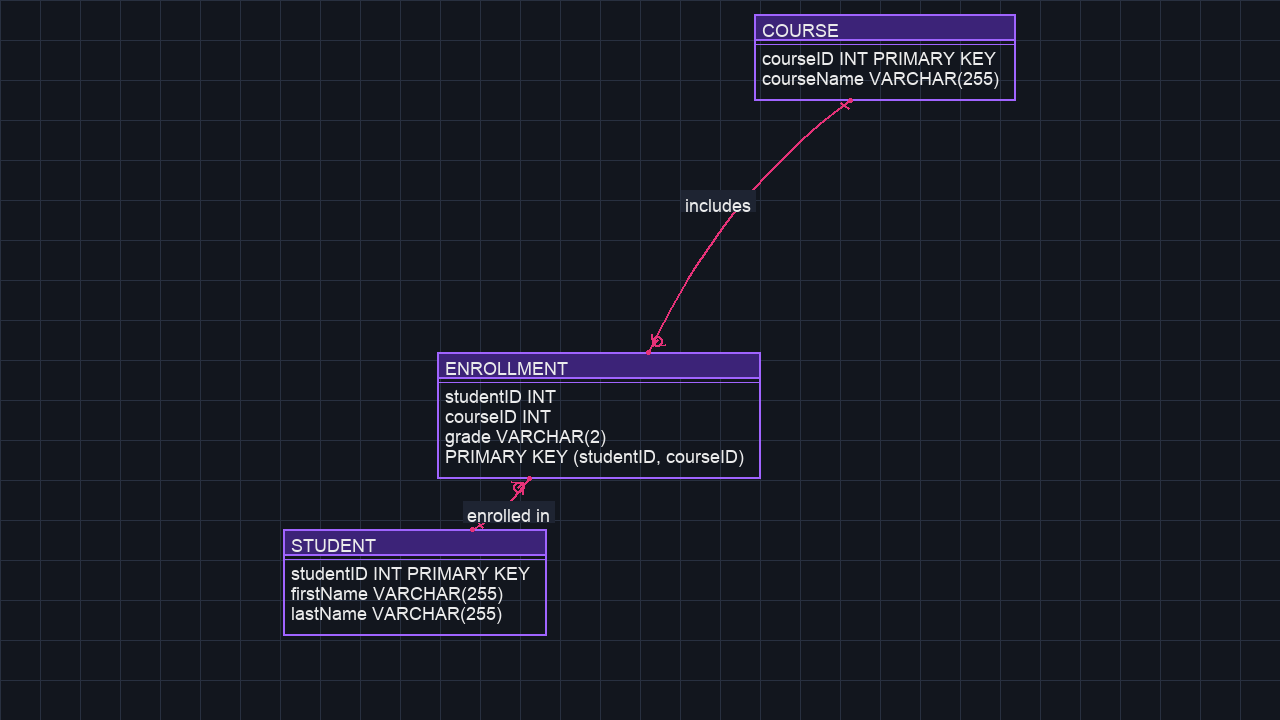 COURSE
courseID INT PRIMARY KEY
courseName VARCHAR(255)
includes
ENROLLMENT
studentID INT
courseID INT
grade VARCHAR(2)
PRIMARY KEY (studentID, courseID)
enrolled in
STUDENT
studentID INT PRIMARY KEY
firstName VARCHAR(255)
lastName VARCHAR(255)